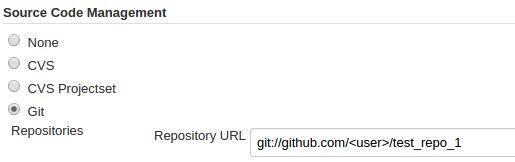 Source Code Management
None
CVS
CVS Projectset
Git
Repositories
Repository URL git://github.com/<user>/test_repo_1